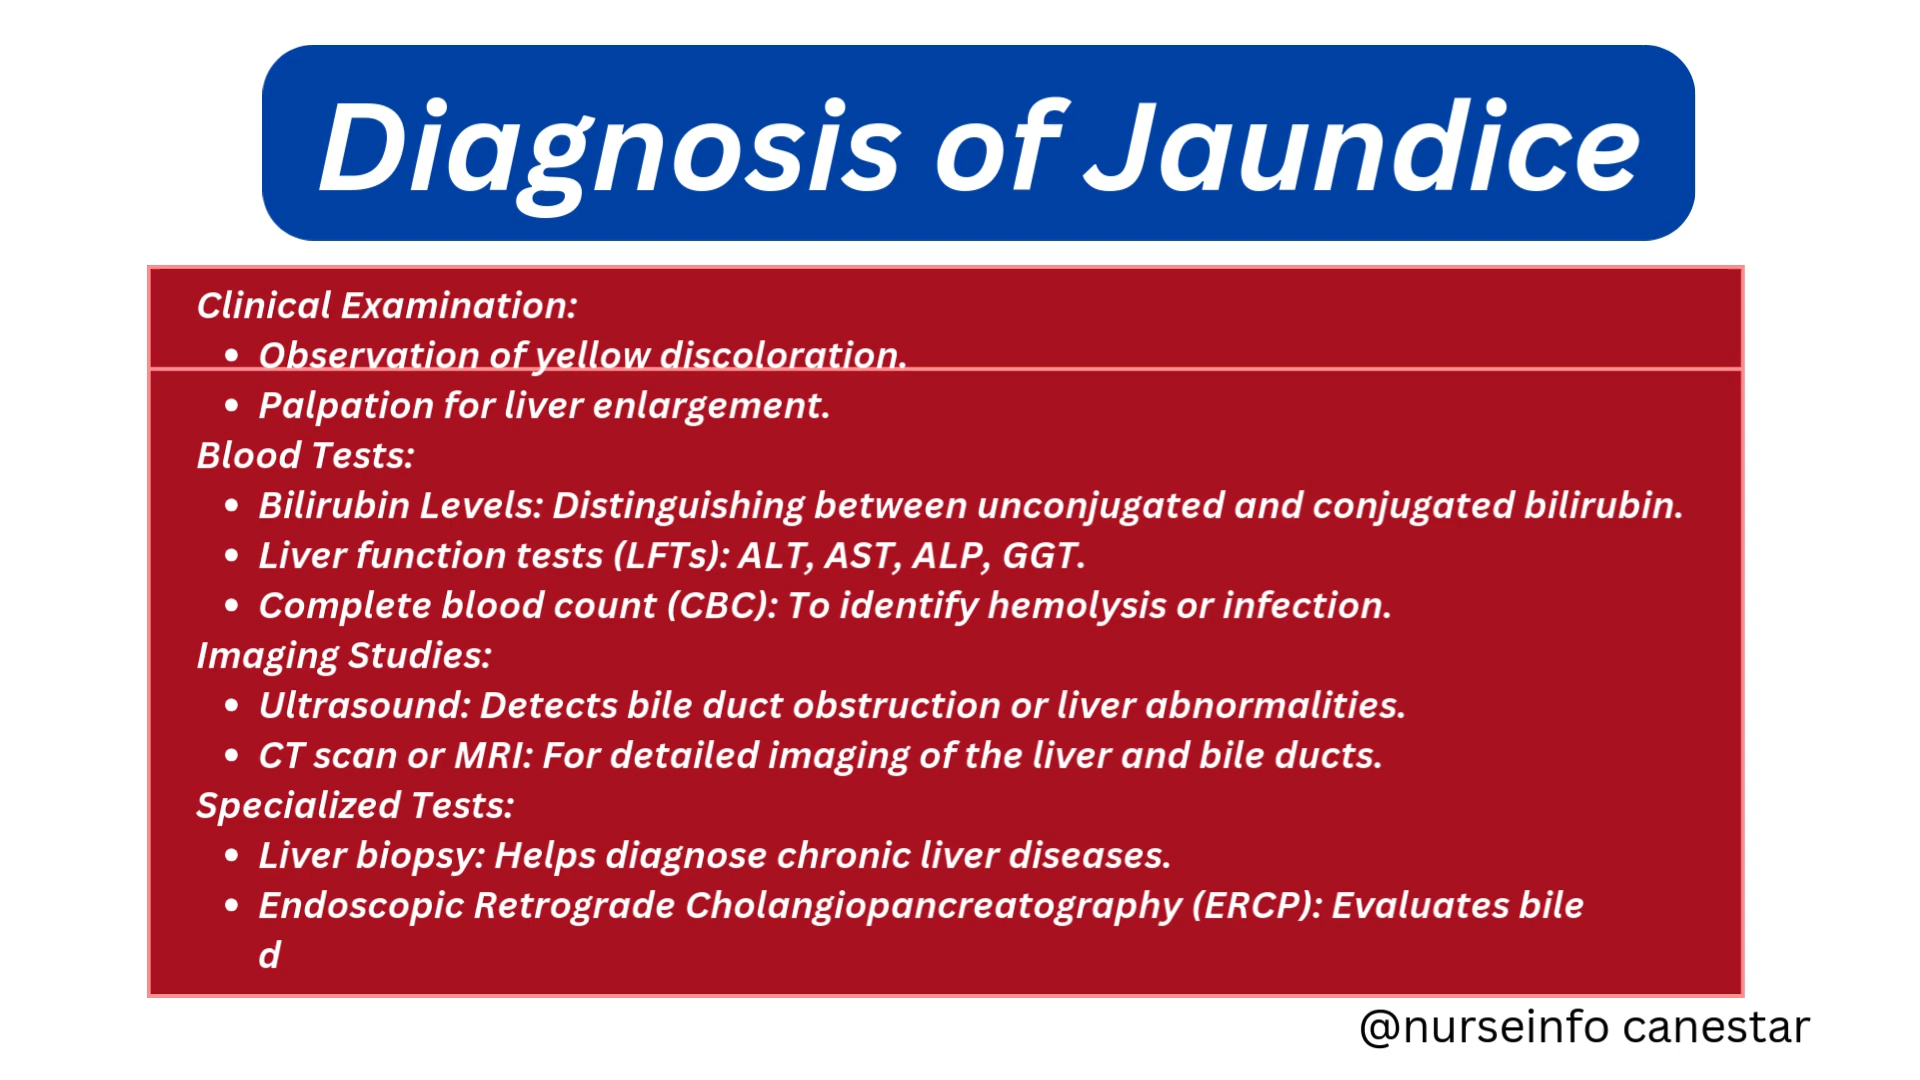 Diagnosis of Jaundice
Clinical Examination:
• Observation of yellow discoloration.
• Palpation for liver enlargement.
Blood Tests:
• Bilirubin Levels: Distinguishing between unconjugated and conjugated bilirubin.
• Liver function tests (LFTs): ALT, AST, ALP, GGT.
• Complete blood count (CBC): To identify hemolysis or infection.
Imaging Studies:
• Ultrasound: Detects bile duct obstruction or liver abnormalities.
• CT scan or MRI: For detailed imaging of the liver and bile ducts.
Specialized Tests:
• Liver biopsy: Helps diagnose chronic liver diseases.
• Endoscopic Retrograde Cholangiopancreatography (ERCP): Evaluates bile
d
@nurseinfo canestar